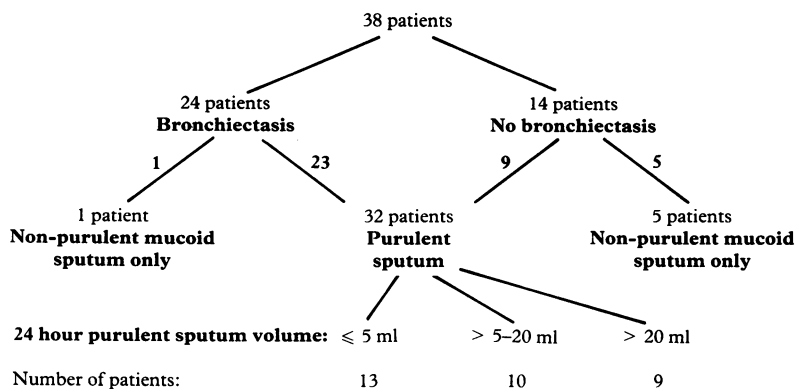 38 patients
24 patients 14 patients
Bronchiectasis No bronchiectasis
1 23 9 5
1 patient 32 patients 5 patients
Non-purulent mucoid Purulent Non-purulent mucoid
sputum only sputum sputum only
24 hour purulent sputum volume: ⩽ 5 ml > 5–20 ml > 20 ml
Number of patients: 13 10 9